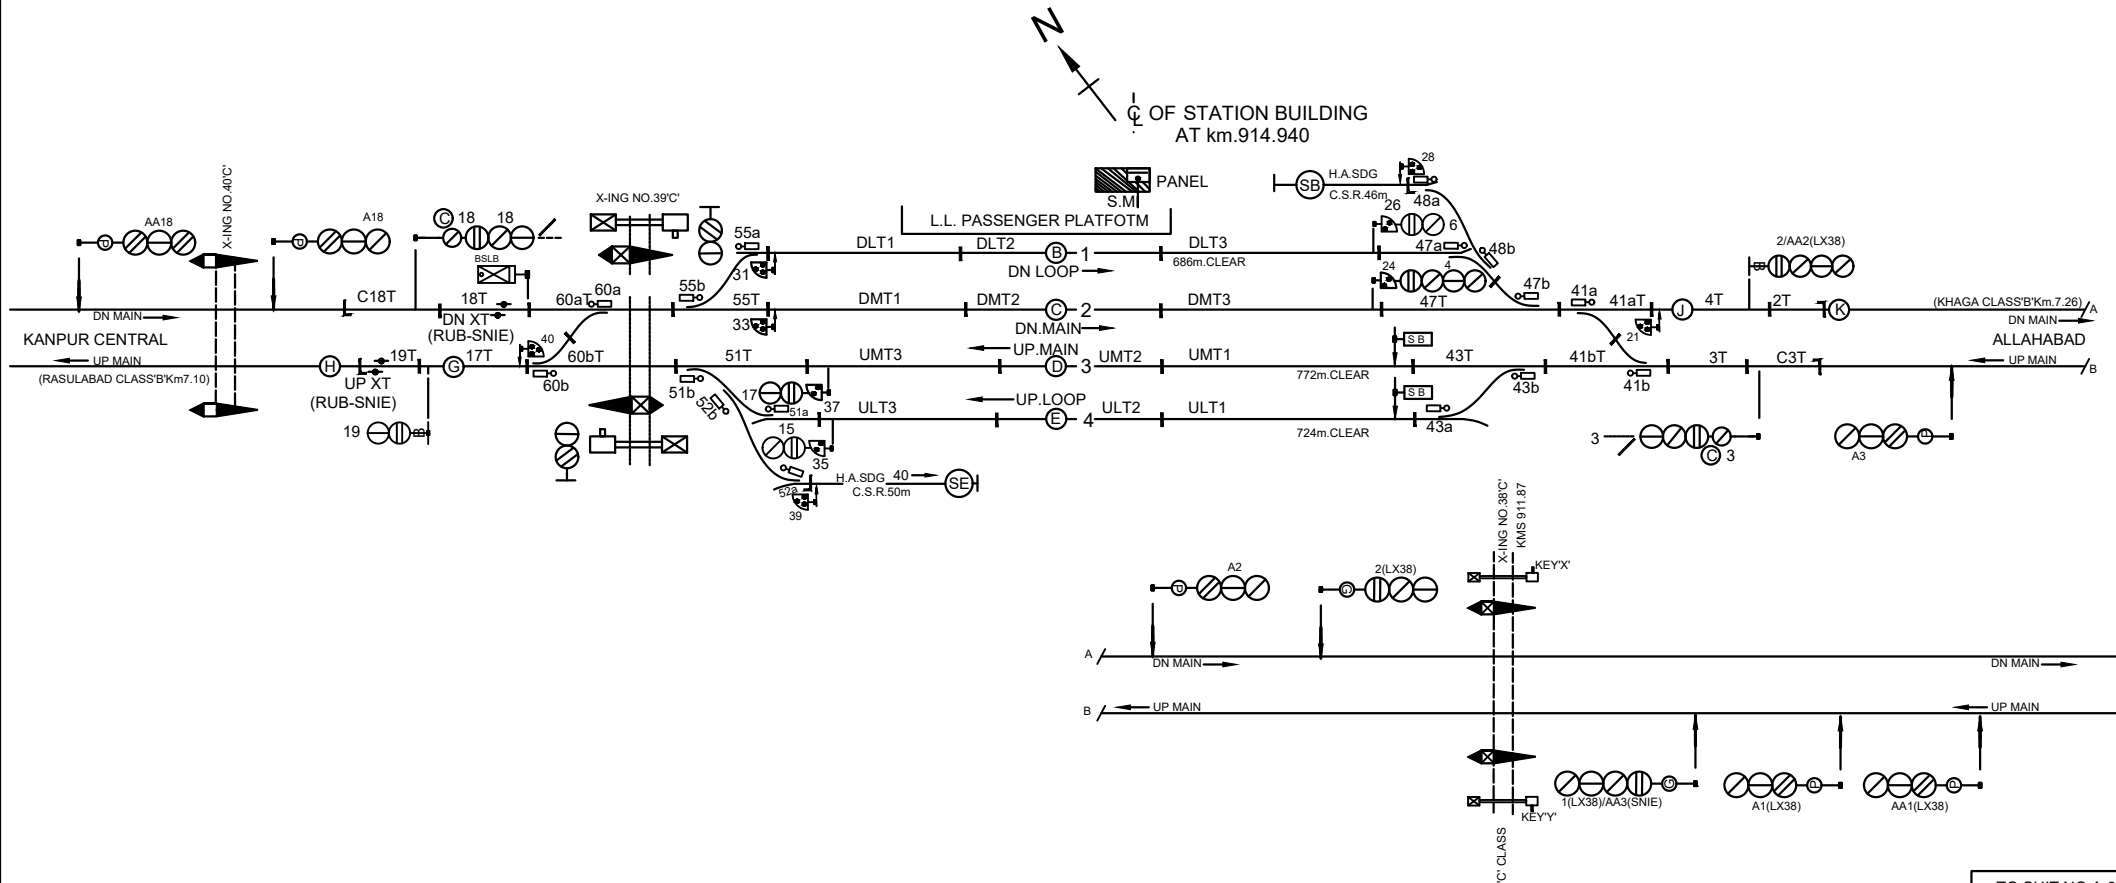 N
C
L OF STATION BUILDING
AT km.914.940
PANEL
S.M
L.L. PASSENGER PLATFOTM
X-ING NO.40'C'
AA18
P
A18
P
C 18 18
BSLB
X-ING NO.39'C'
H.A.SDG
SB
C.S.R.46m
28
48a
26
6
55a
31
DLT1
DLT2
B
1
DN LOOP
DLT3
686m.CLEAR
47a
48b
24
4
2/AA2(LX38)
B
C18T
18T
DN XT
(RUB-SNIE)
60aT
60a
55b
55T
33
DMT1
DMT2
C
2
DN.MAIN
DMT3
47T
47b
41a
41aT
21
J
4T
2T
K
(KHAGA CLASS'B'Km.7.26)
A
DN MAIN
DN MAIN
KANPUR CENTRAL
ALLAHABAD
UP MAIN
UP MAIN
(RASULABAD CLASS'B'Km7.10)
H
UP XT
(RUB-SNIE)
19T
G
17T
40
60bT
60b
51T
51b
52b
UMT3
UP.MAIN
D
3
UMT2
UMT1
772m.CLEAR
S B
43T
43b
41bT
41b
3T
C3T
B
19
B
17
51a
37
ULT3
UP.LOOP
E
4
ULT2
ULT1
724m.CLEAR
S B
43a
15
35
52a
39
H.A.SDG
40
C.S.R.50m
SE
3
C 3
A3
P
X-ING NO.38'C'
KMS 911.87
KEY'X'
A2
P
2(LX38)
G
A
DN MAIN
DN MAIN
B
UP MAIN
UP MAIN
1(LX38)/AA3(SNIE)
G
A1(LX38)
P
AA1(LX38)
P
KEY'Y'
'C' CLASS